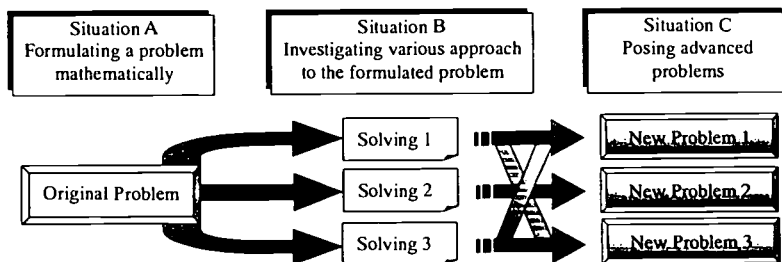 Situation A
Formulating a problem
mathematically
Situation B
Investigating various approach
to the formulated problem
Situation C
Posing advanced
problems
Original Problem
Solving 1
Solving 2
Solving 3
New Problem 1
New Problem 2
New Problem 3